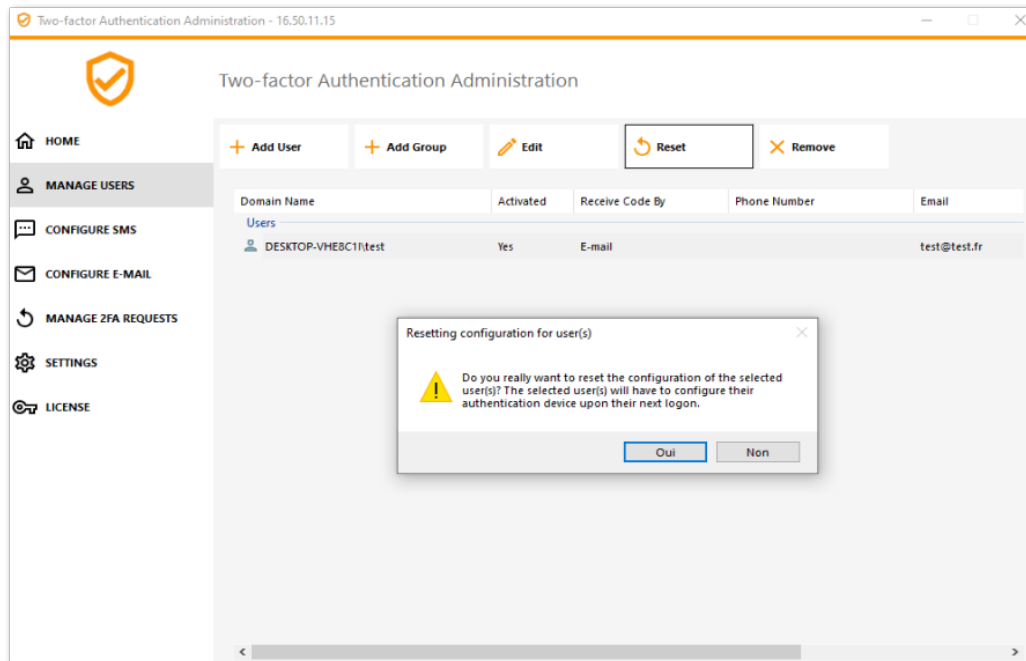 Two-factor Authentication Administration - 16.50.11.15
Two-factor Authentication Administration
HOME
MANAGE USERS
CONFIGURE SMS
CONFIGURE E-MAIL
MANAGE 2FA REQUESTS
SETTINGS
LICENSE
Add User Add Group Edit Reset Remove
Domain Name Activated Receive Code By Phone Number Email
Users
DESKTOP-VHE8C1I\test Yes E-mail test@test.fr
Resetting configuration for user(s)
Do you really want to reset the configuration of the selected
user(s)? The selected user(s) will have to configure their
authentication device upon their next logon.
Oui Non